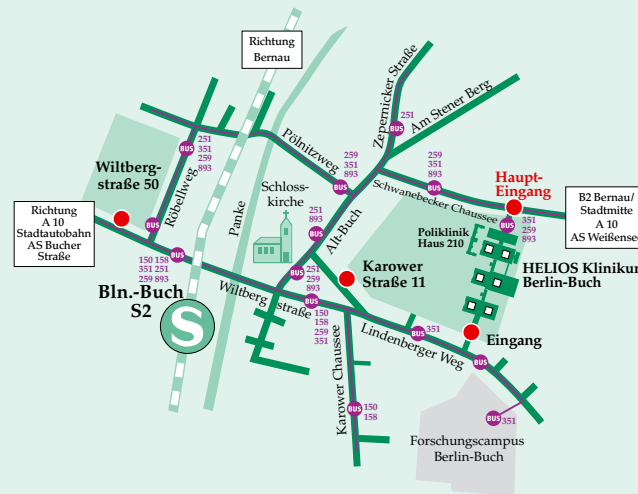 Richtung
Bernau
Zepernicker Straße
Am Stener Berg
251
251
351
259
893
Pölnitzweg
259
351
893
259
351
893
Schwanebecker Chaussee
Haupt-
Eingang
B2 Bernau/
Stadtmitte
A 10
AS Weißensee
Wiltberg-
straße 50
Röbellweg
Panke
Schloss-
kirche
251
893
Alt-Buch
351
259
893
Poliklinik
Haus 210
Richtung
A 10
Stadtautobahn
AS Bucher
Straße
BUS
150 158
351 251
259 893
251
259
893
Karower
Straße 11
HELIOS Klinikum
Berlin-Buch
Bln.-Buch
S2
S
Wiltberg straße
150
158
259
351
Lindenberger Weg
351
Eingang
Karower Chaussee
150
158
351
Forschungscampus
Berlin-Buch